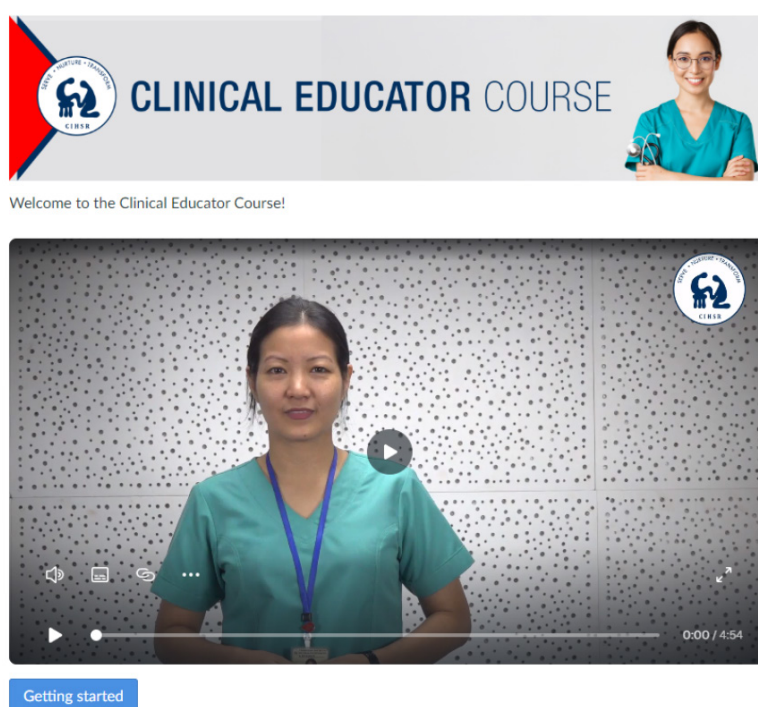 SERVE • NURTURE • TRANSFORM
CIHSR
CLINICAL EDUCATOR COURSE
Welcome to the Clinical Educator Course!
SERVE • NURTURE • TRANSFORM
CIHSR
0:00 / 4:54
Getting started